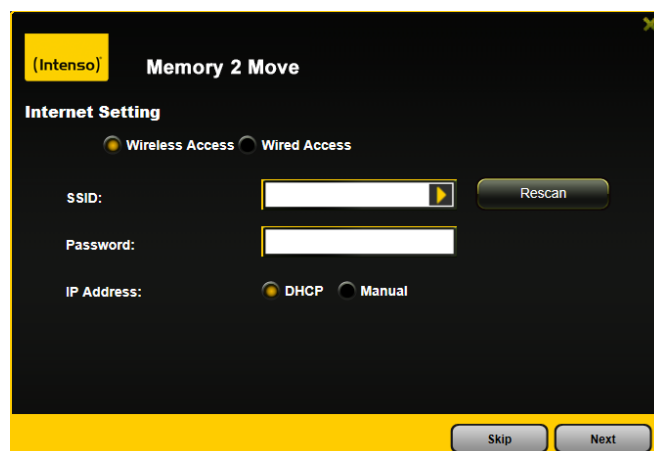 (Intenso)
Memory 2 Move
Internet Setting
Wireless Access Wired Access
SSID: Rescan
Password:
IP Address: DHCP Manual
Skip Next